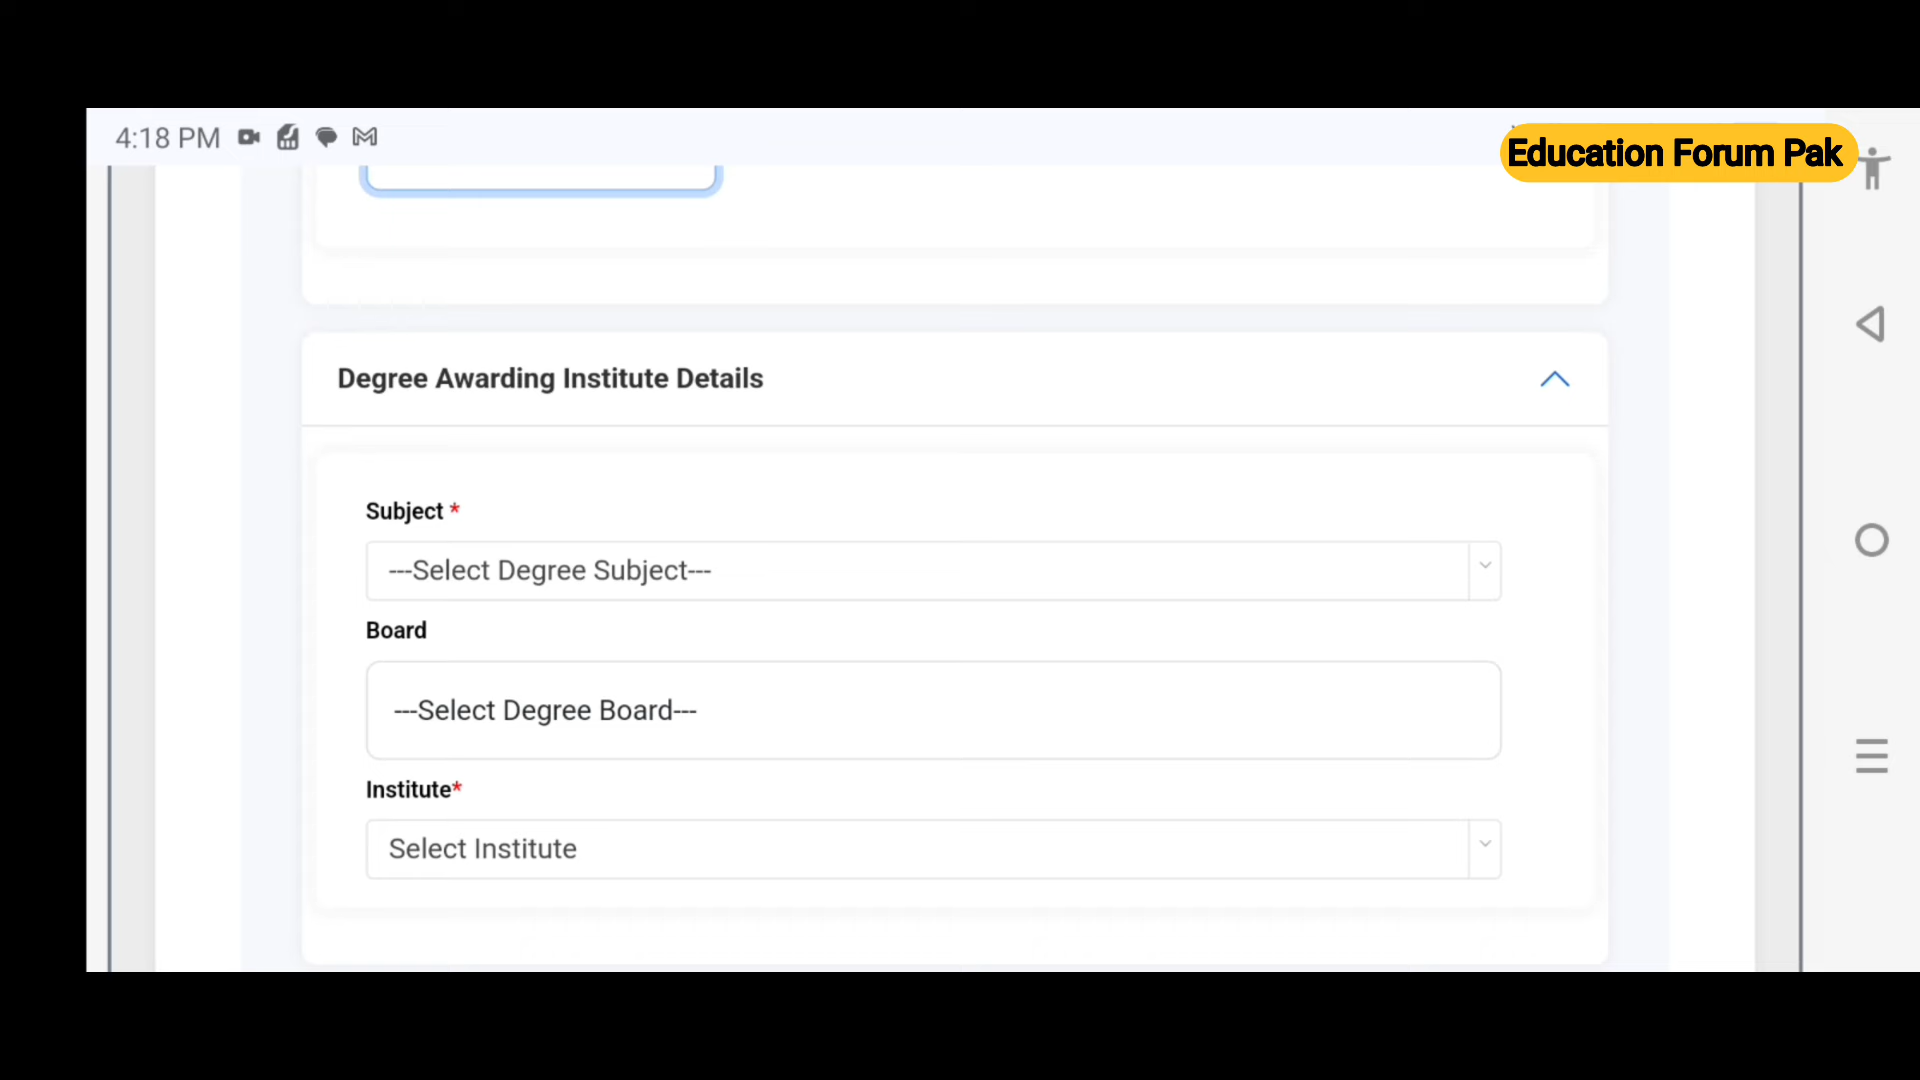 4:18 PM
Education Forum Pak
Degree Awarding Institute Details
Subject *
---Select Degree Subject---
Board
---Select Degree Board---
Institute*
Select Institute